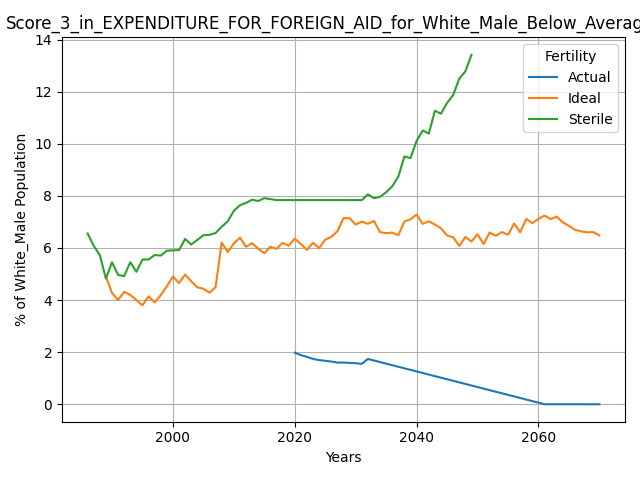 Score_3_in_EXPENDITURE_FOR_FOREIGN_AID_for_White_Male_Below_Averag
14
12
10
8
6
4
2
0
% of White_Male Population
2000
2020
2040
2060
Years
Fertility
Actual
Ideal
Sterile